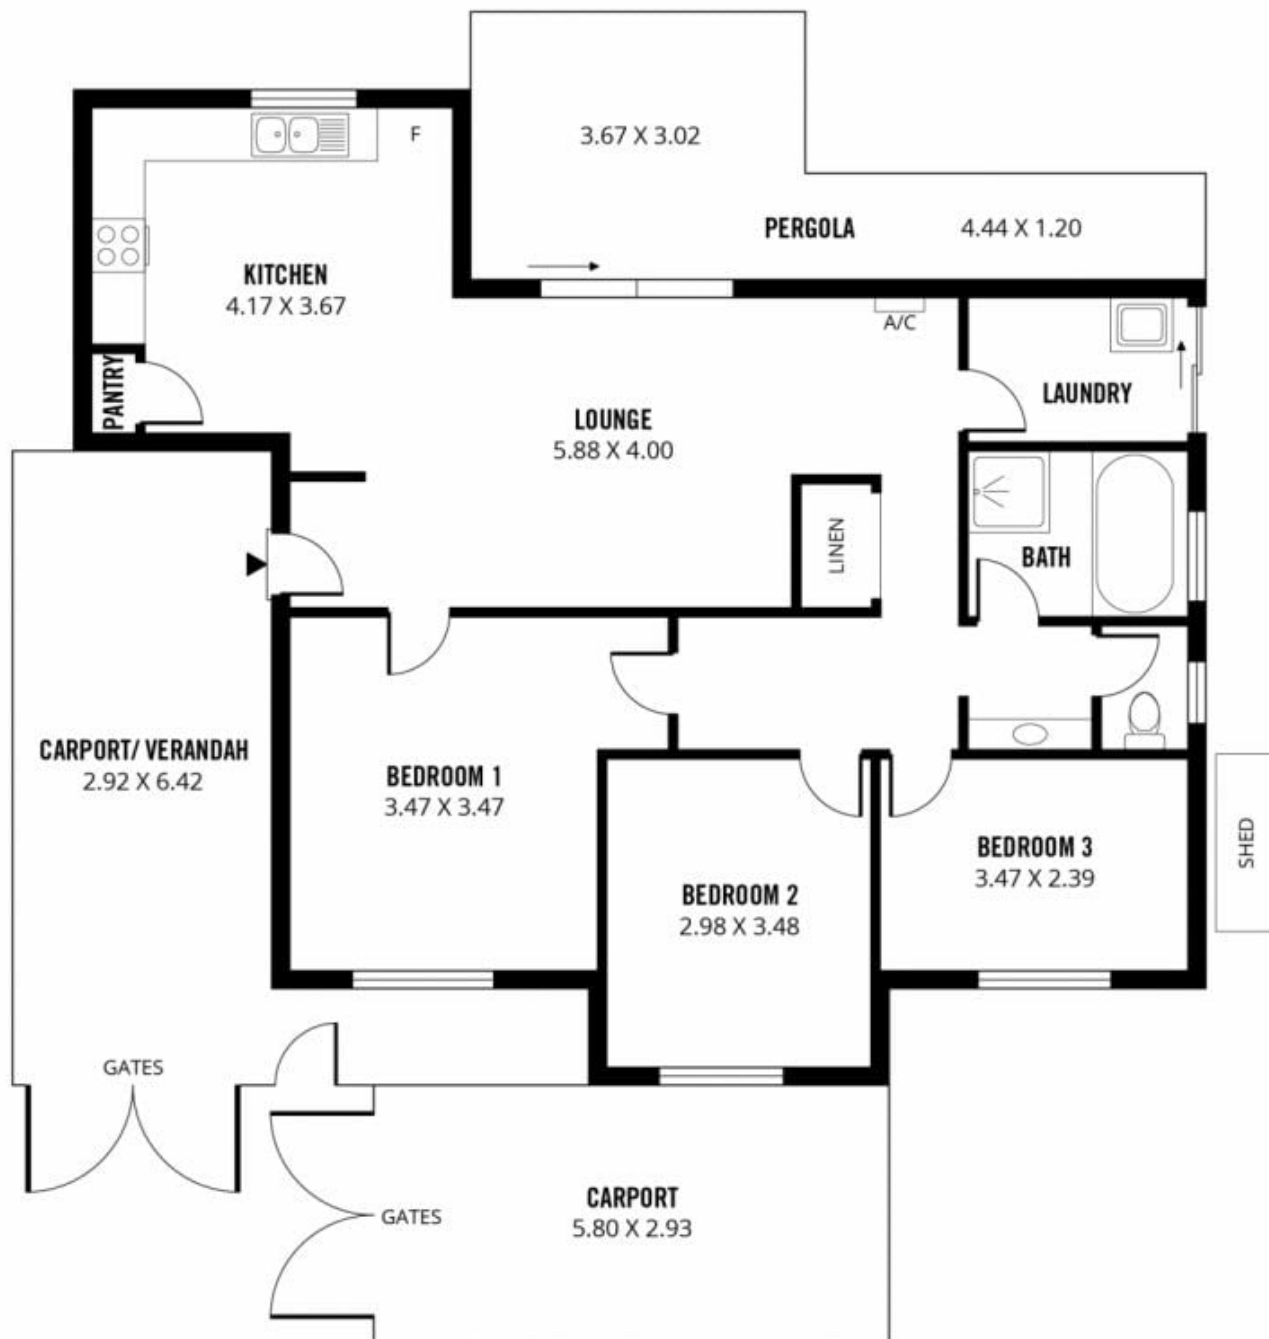 3.67 X 3.02
PERGOLA
4.44 X 1.20
F
KITCHEN
4.17 X 3.67
PANTRY
A/C
LAUNDRY
LOUNGE
5.88 X 4.00
LINEN
BATH
CARPORT/ VERANDAH
2.92 X 6.42
BEDROOM 1
3.47 X 3.47
BEDROOM 2
2.98 X 3.48
BEDROOM 3
3.47 X 2.39
SHED
GATES
GATES
CARPORT
5.80 X 2.93